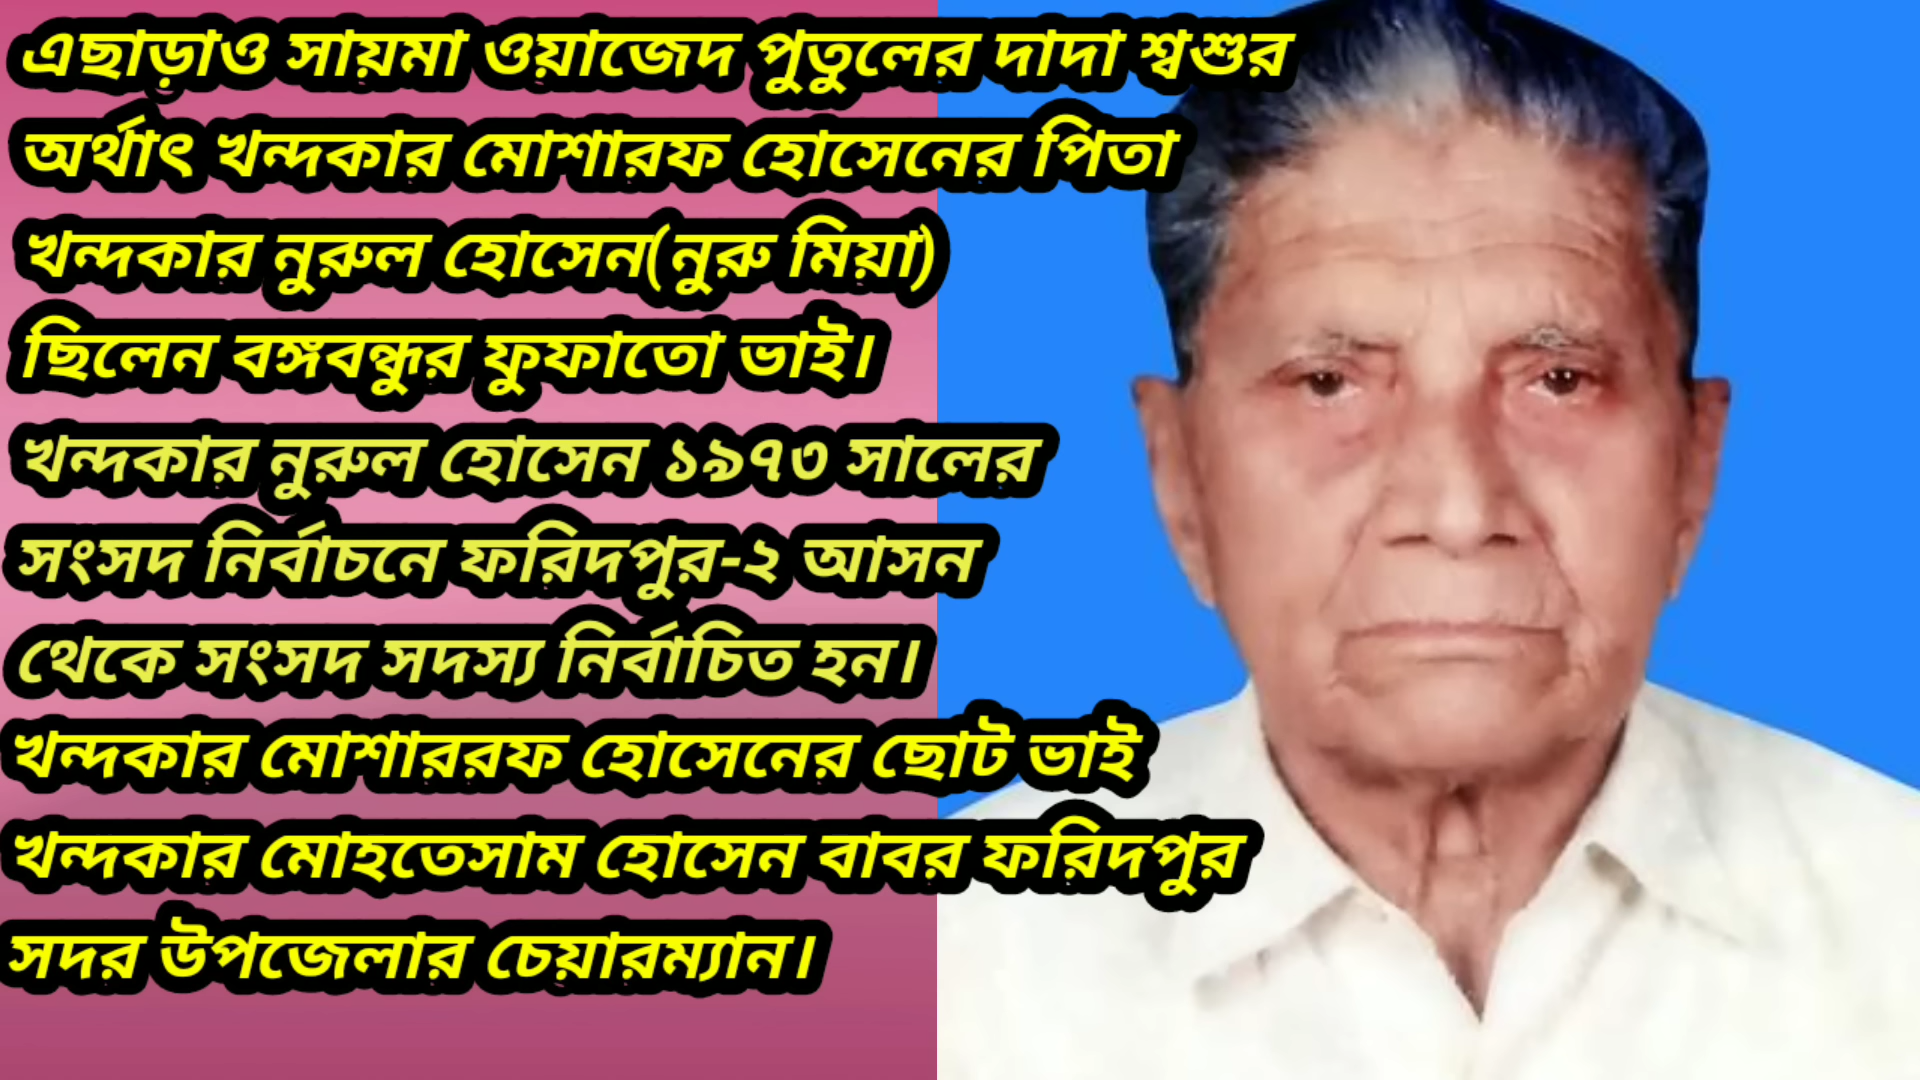 এছাড়াও সায়মা ওয়াজেদ পুতুলের দাদা শ্বশুর
অর্থাৎ খন্দকার মোশারফ হোসেনের পিতা
খন্দকার নুরুল হোসেন(নুরু মিয়া)
ছিলেন বঙ্গবন্ধুর ফুফাতো ভাই।
খন্দকার নুরুল হোসেন ১৯৭৩ সালের
সংসদ নির্বাচনে ফরিদপুর-২ আসন
থেকে সংসদ সদস্য নির্বাচিত হন।
খন্দকার মোশাররফ হোসেনের ছোট ভাই
খন্দকার মোহতেসাম হোসেন বাবর ফরিদপুর
সদর উপজেলার চেয়ারম্যান।